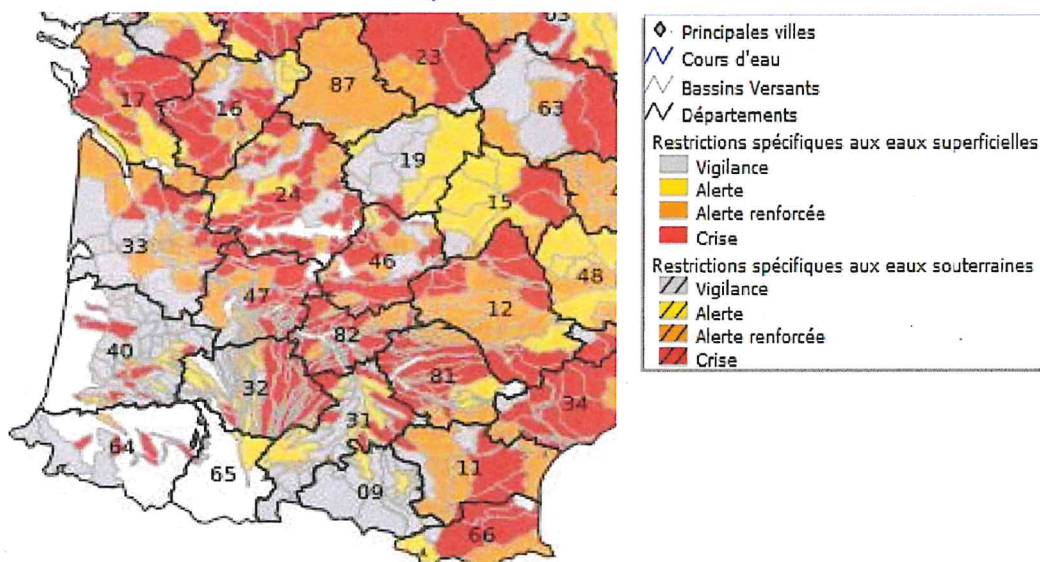 03
23
17
16
87
63
19
24
15
33
46
48
47
12
82
40
32
81
34
31
64
65
11
09
66
Principales villes
Cours d'eau
Bassins Versants
Départements
Restrictions spécifiques aux eaux superficielles
Vigilance
Alerte
Alerte renforcée
Crise
Restrictions spécifiques aux eaux souterraines
Vigilance
Alerte
Alerte renforcée
Crise